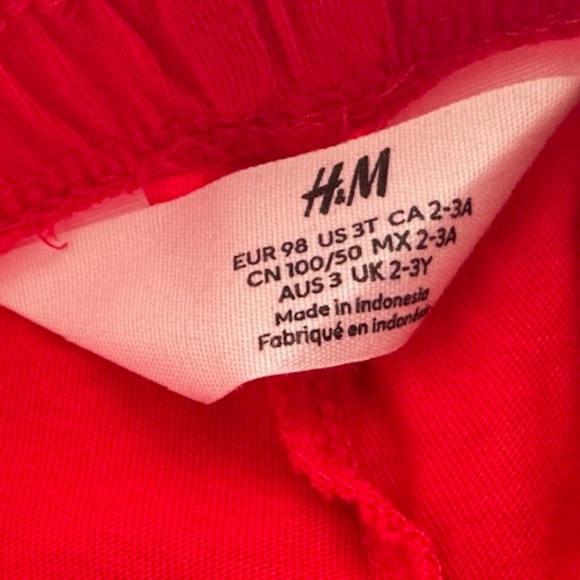 H&M
EUR 98 US 3T CA 2-3A
CN 100/50 MX 2-3A
AUS 3 UK 2-3Y
Made in Indonesia
Fabriqué en indonésie